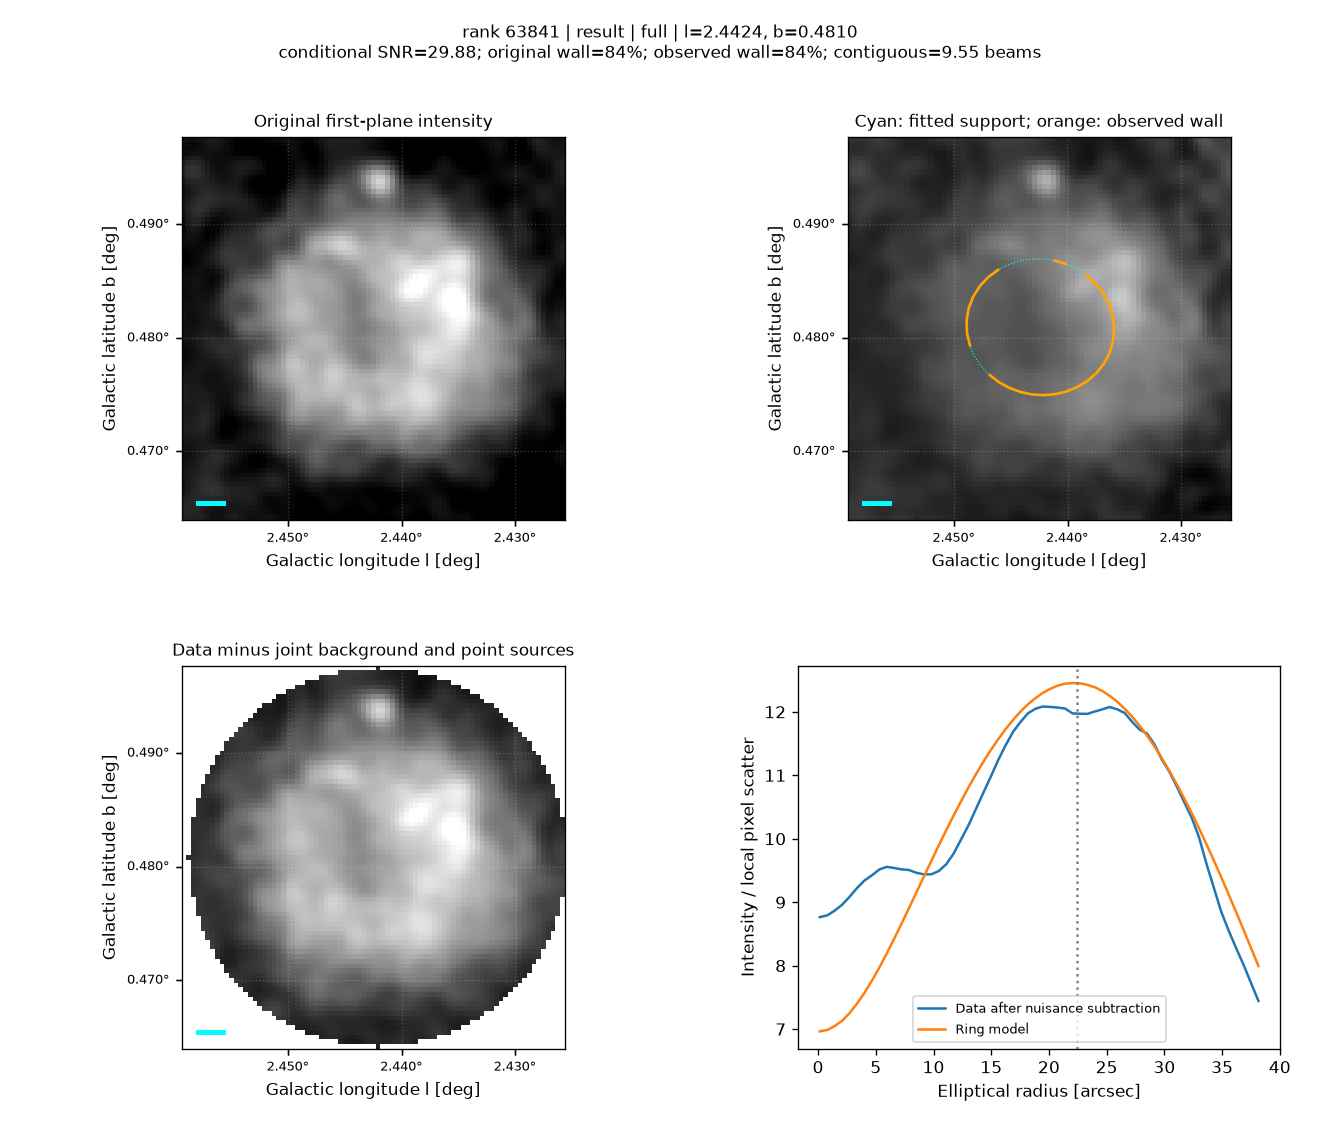 rank 63841 | result | full | l=2.4424, b=0.4810
conditional SNR=29.88; original wall=84%; observed wall=84%; contiguous=9.55 beams
Original first-plane intensity
Galactic latitude b [deg]
0.490°
0.480°
0.470°
2.450°
2.440°
2.430°
Galactic longitude l [deg]
Cyan: fitted support; orange: observed wall
Galactic latitude b [deg]
0.490°
0.480°
0.470°
2.450°
2.440°
2.430°
Galactic longitude l [deg]
Data minus joint background and point sources
Galactic latitude b [deg]
0.490°
0.480°
0.470°
2.450°
2.440°
2.430°
Galactic longitude l [deg]
Intensity / local pixel scatter
12
11
10
9
8
7
Data after nuisance subtraction
Ring model
0
5
10
15
20
25
30
35
40
Elliptical radius [arcsec]